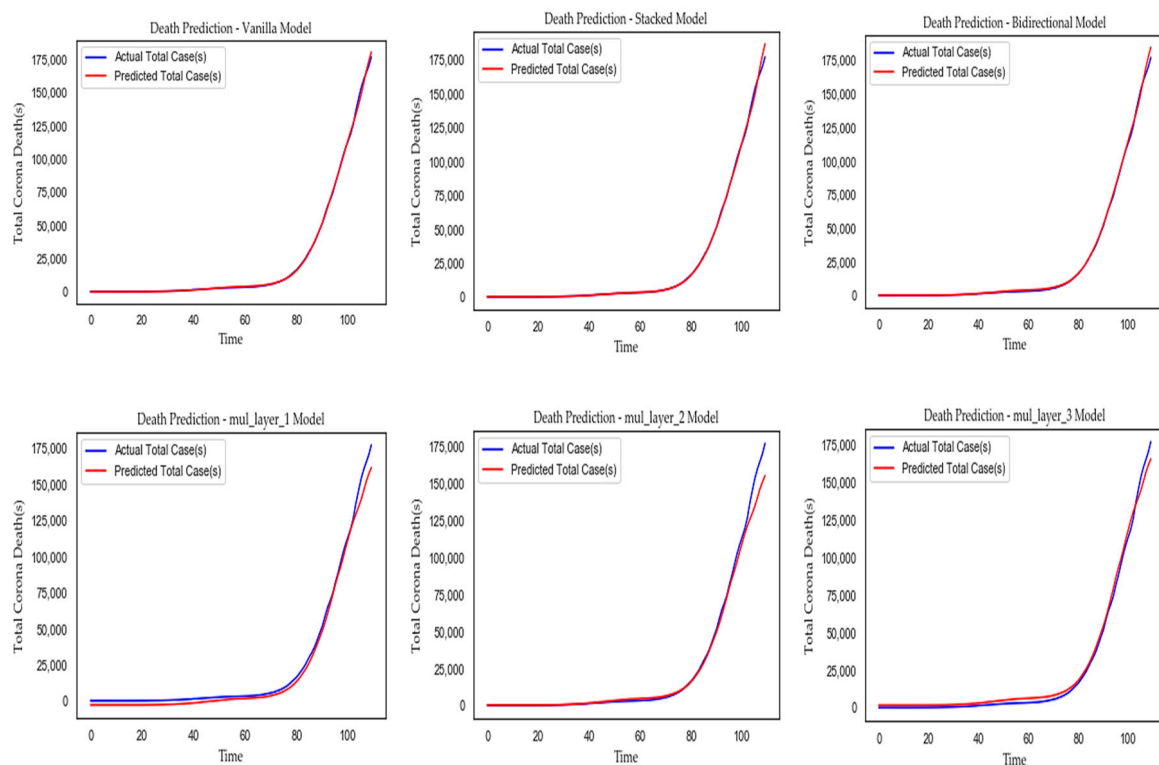 Death Prediction - Vanilla Model
Actual Total Case(s)
Predicted Total Case(s)
175,000
150,000
125,000
100,000
75,000
50,000
25,000
0
Total Corona Death(s)
0 20 40 60 80 100
Time
Death Prediction - Stacked Model
Actual Total Case(s)
Predicted Total Case(s)
175,000
150,000
125,000
100,000
75,000
50,000
25,000
0
Total Corona Death(s)
0 20 40 60 80 100
Time
Death Prediction - Bidirectional Model
Actual Total Case(s)
Predicted Total Case(s)
175,000
150,000
125,000
100,000
75,000
50,000
25,000
0
Total Corona Death(s)
0 20 40 60 80 100
Time
Death Prediction - mul_layer_1 Model
Actual Total Case(s)
Predicted Total Case(s)
175,000
150,000
125,000
100,000
75,000
50,000
25,000
0
Total Corona Death(s)
0 20 40 60 80 100
Time
Death Prediction - mul_layer_2 Model
Actual Total Case(s)
Predicted Total Case(s)
175,000
150,000
125,000
100,000
75,000
50,000
25,000
0
Total Corona Death(s)
0 20 40 60 80 100
Time
Death Prediction - mul_layer_3 Model
Actual Total Case(s)
Predicted Total Case(s)
175,000
150,000
125,000
100,000
75,000
50,000
25,000
0
Total Corona Death(s)
0 20 40 60 80 100
Time